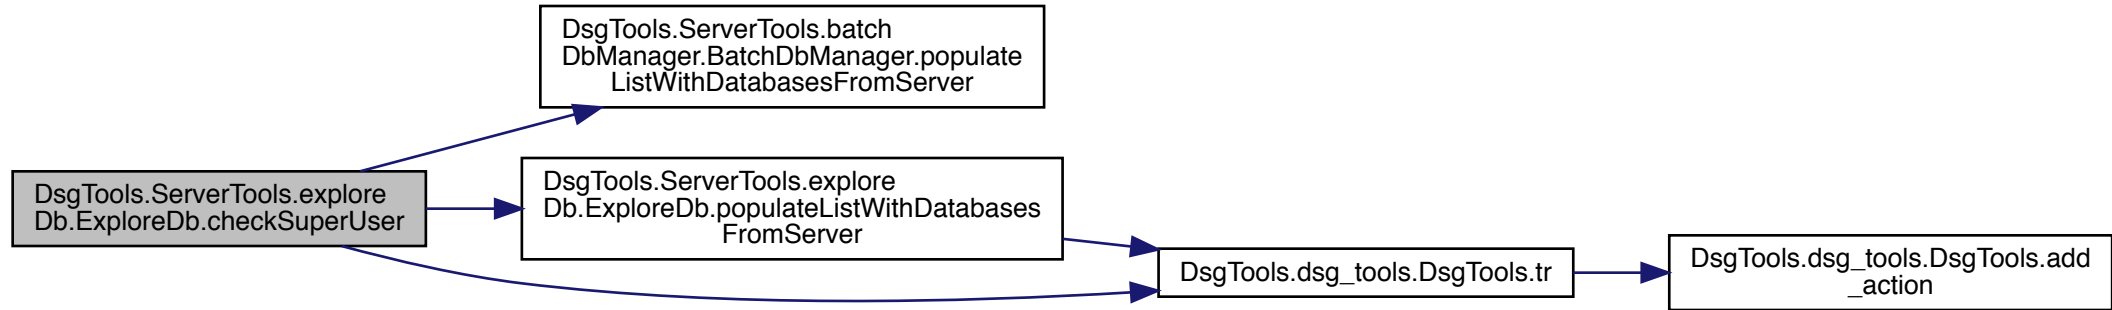 DsgTools.ServerTools.batch
DbManager.BatchDbManager.populate
ListWithDatabasesFromServer
DsgTools.ServerTools.explore
Db.ExploreDb.checkSuperUser
DsgTools.ServerTools.explore
Db.ExploreDb.populateListWithDatabases
FromServer
DsgTools.dsg_tools.DsgTools.tr
DsgTools.dsg_tools.DsgTools.add
_action